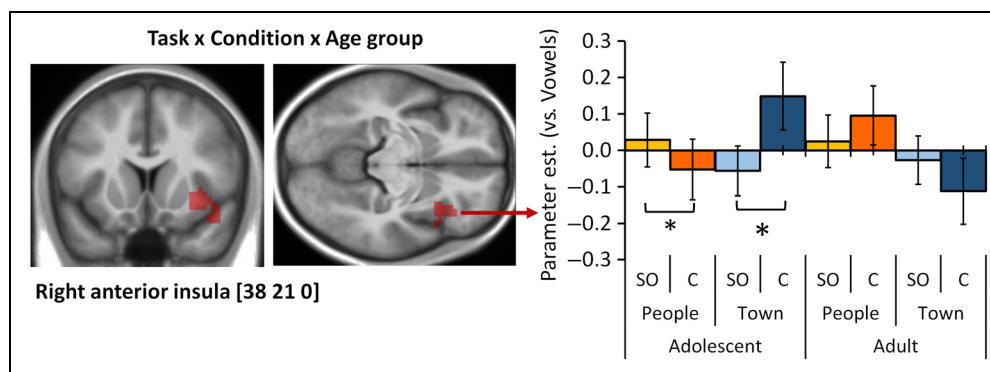 Task x Condition x Age group
Right anterior insula [38 21 0]
Parameter est. (vs. Vowels)
0.3
0.2
0.1
0.0
−0.1
−0.2
−0.3
* *
SO C SO C SO C SO C
People Town People Town
Adolescent Adult